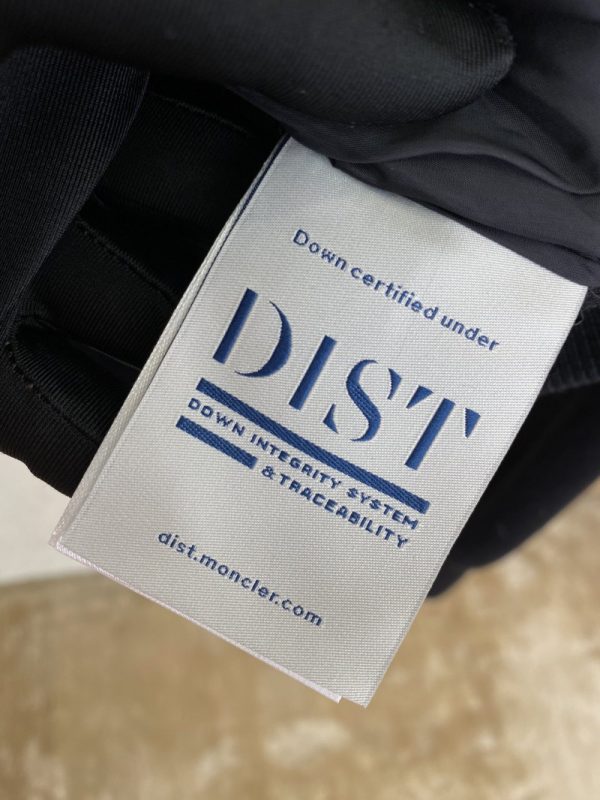 Down certified under
DIST
DOWN INTEGRITY SYSTEM
& TRACEABILITY
dist.moncler.com